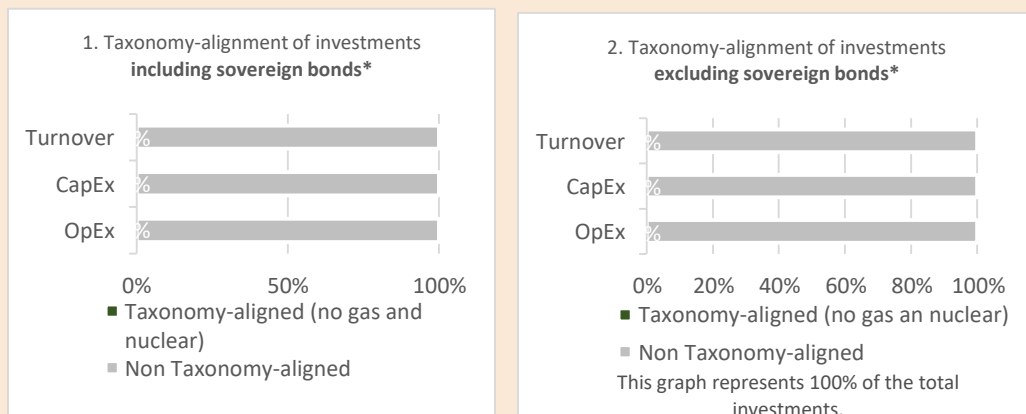 1. Taxonomy-alignment of investments
including sovereign bonds*
Turnover
%
CapEx
%
OpEx
%
0%
50%
100%
Taxonomy-aligned (no gas and
nuclear)
Non Taxonomy-aligned
2. Taxonomy-alignment of investments
excluding sovereign bonds*
Turnover
%
CapEx
%
OpEx
%
0%
20%
40%
60%
80%
100%
Taxonomy-aligned (no gas an nuclear)
Non Taxonomy-aligned
This graph represents 100% of the total
investments.